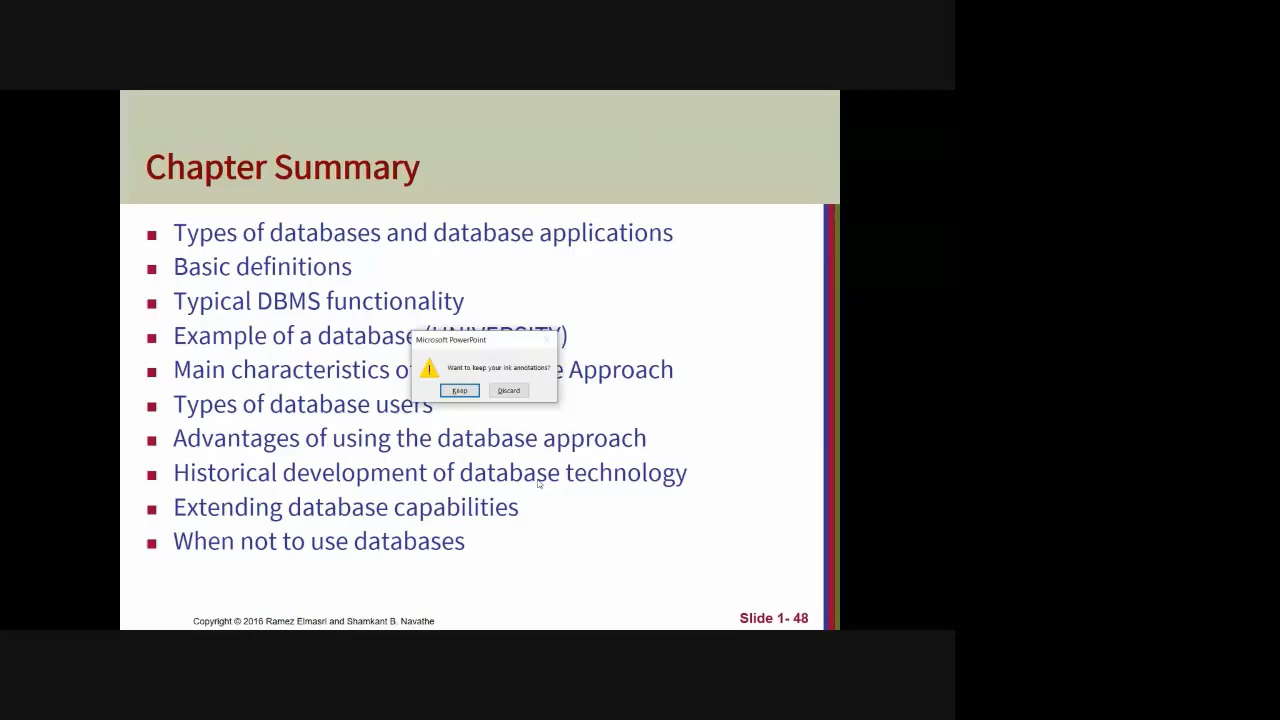 Chapter Summary
Types of databases and database applications
Basic definitions
Typical DBMS functionality
Example of a database (UNIVERSITY)
Microsoft PowerPoint
Want to keep your ink annotations?
Keep
Discard
Main characteristics of Approach
Types of database users
Advantages of using the database approach
Historical development of database technology
Extending database capabilities
When not to use databases
Copyright © 2016 Ramez Elmasri and Shamkant B. Navathe
Slide 1- 48